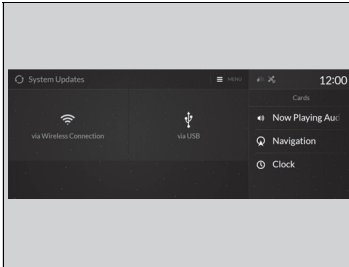 System Updates
MENU
12:00
via Wireless Connection
via USB
Cards
Now Playing Aud
Navigation
Clock